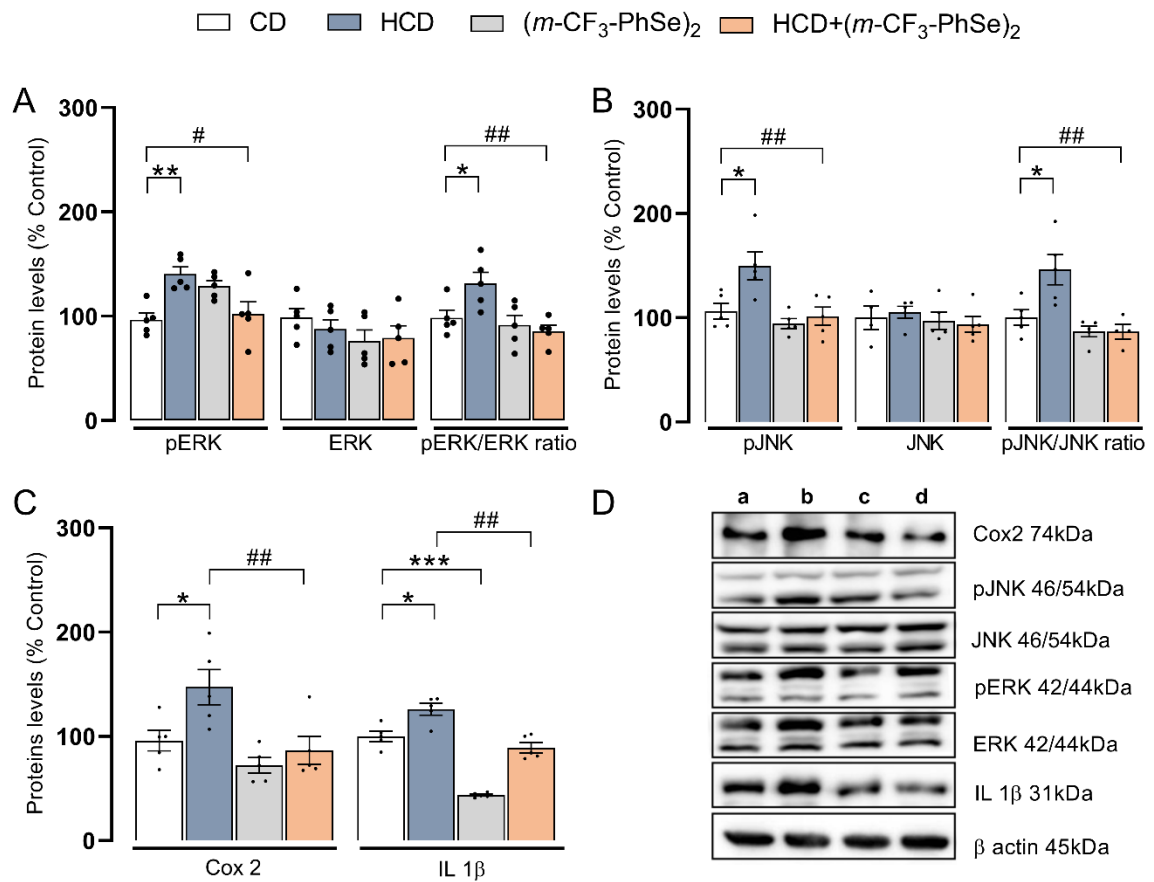 CD HCD (m-CF3-PhSe)2 HCD+(m-CF3-PhSe)2
A
Protein levels (% Control)
300
200
100
0
#
**
##
*
pERK ERK pERK/ERK ratio
B
Protein levels (% Control)
300
200
100
0
##
*
##
*
pJNK JNK pJNK/JNK ratio
C
Proteins levels (% Control)
300
200
100
0
##
*
##
***
*
Cox 2 IL 1β
D
a b c d
Cox2 74kDa
pJNK 46/54kDa
JNK 46/54kDa
pERK 42/44kDa
ERK 42/44kDa
IL 1β 31kDa
β actin 45kDa